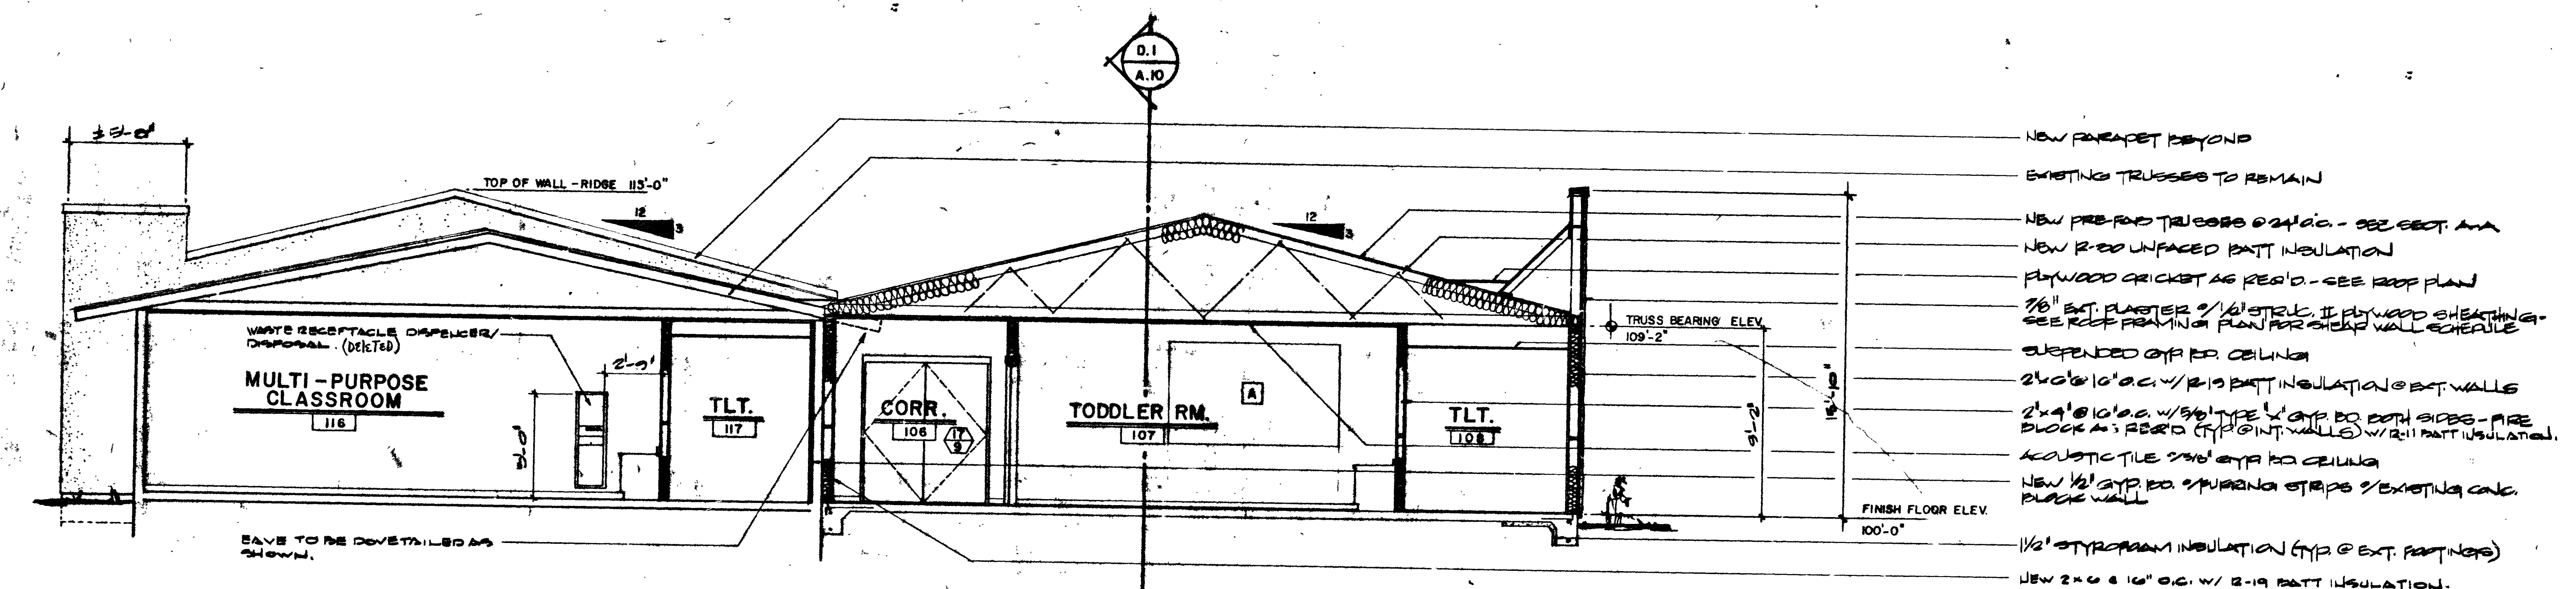 D.1
A.10
± 5'-0"
NEW PARAPET BEYOND
EXISTING TRUSSES TO REMAIN
TOP OF WALL - RIDGE 113'-0"
12
3
12
3
NEW PRE-FAB TRUSSES @ 24" O.C. - SEE SECT. A-A
NEW R-30 UNFACED BATT INSULATION
PLYWOOD CRICKET AS REQ'D. - SEE ROOF PLAN
7/8" EXT. PLASTER O/ 1/2" STRUC. II PLYWOOD SHEATHING -
SEE ROOF FRAMING PLAN FOR SHEAR WALL SCHEDULE
TRUSS BEARING ELEV.
109'-2"
SUSPENDED GYP. BD. CEILING
WASTE RECEPTACLE DISPENCER/
DISPOSAL. (DELETED)
2'-9"
MULTI-PURPOSE
CLASSROOM
116
5'-0"
TLT.
117
CORR.
106
17
9
TODDLER RM.
107
A
TLT.
108
9'-2"
15'-10"
2"x6" @ 16" O.C. W/ R-19 BATT INSULATION @ EXT. WALLS
2"x4" @ 16" O.C. W/ 5/8" TYPE 'X' GYP. BD. BOTH SIDES - FIRE
BLOCK AS REQ'D (TYP. @ INT. WALLS) W/ R-11 BATT INSULATION.
ACOUSTIC TILE O/ 5/8" GYP. BD. CEILING
NEW 1/2" GYP. BD. O/ FURRING STRIPS O/ EXISTING CONC.
BLOCK WALL
FINISH FLOOR ELEV.
100'-0"
EAVE TO BE DOVETAILED AS
SHOWN.
1 1/2" STYROFOAM INSULATION (TYP. @ EXT. FOOTINGS)
NEW 2x6 @ 16" O.C. W/ R-19 BATT INSULATION.